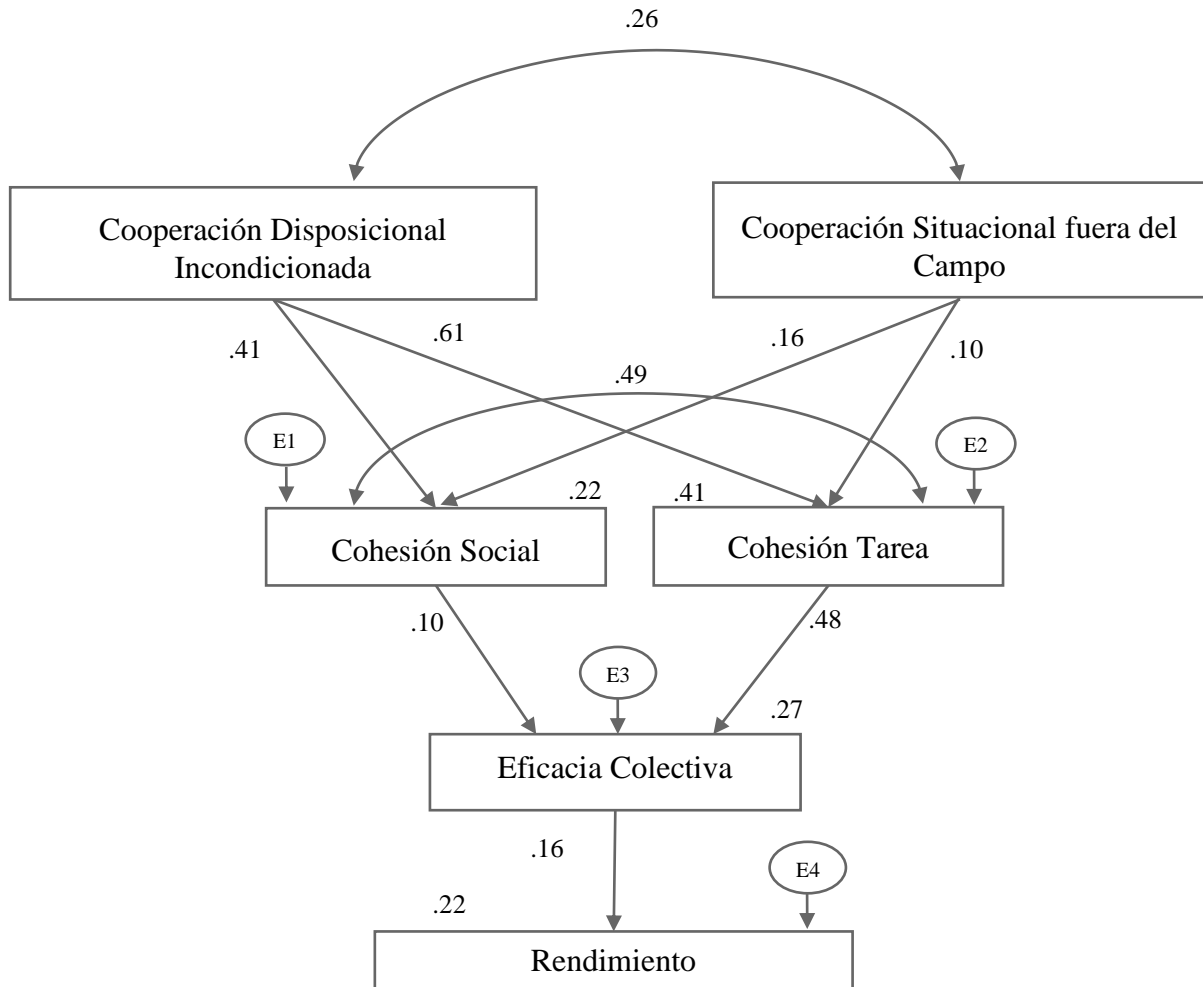 .26
Cooperación Disposicional
Incondicionada
Cooperación Situacional fuera del
Campo
.41
.61
.16
.10
.49
E1
E2
.22
.41
Cohesión Social
Cohesión Tarea
.10
.48
E3
.27
Eficacia Colectiva
.16
E4
.22
Rendimiento